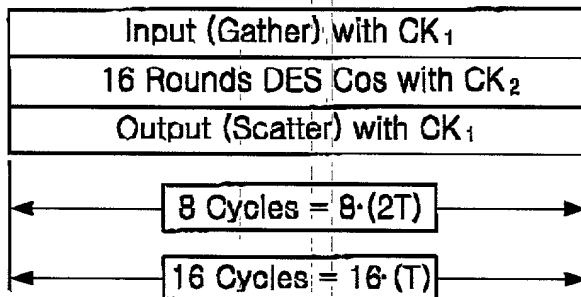 Input (Gather) with CK₁
16 Rounds DES Cos with CK₂
Output (Scatter) with CK₁
8 Cycles = 8·(2T)
16 Cycles = 16·(T)